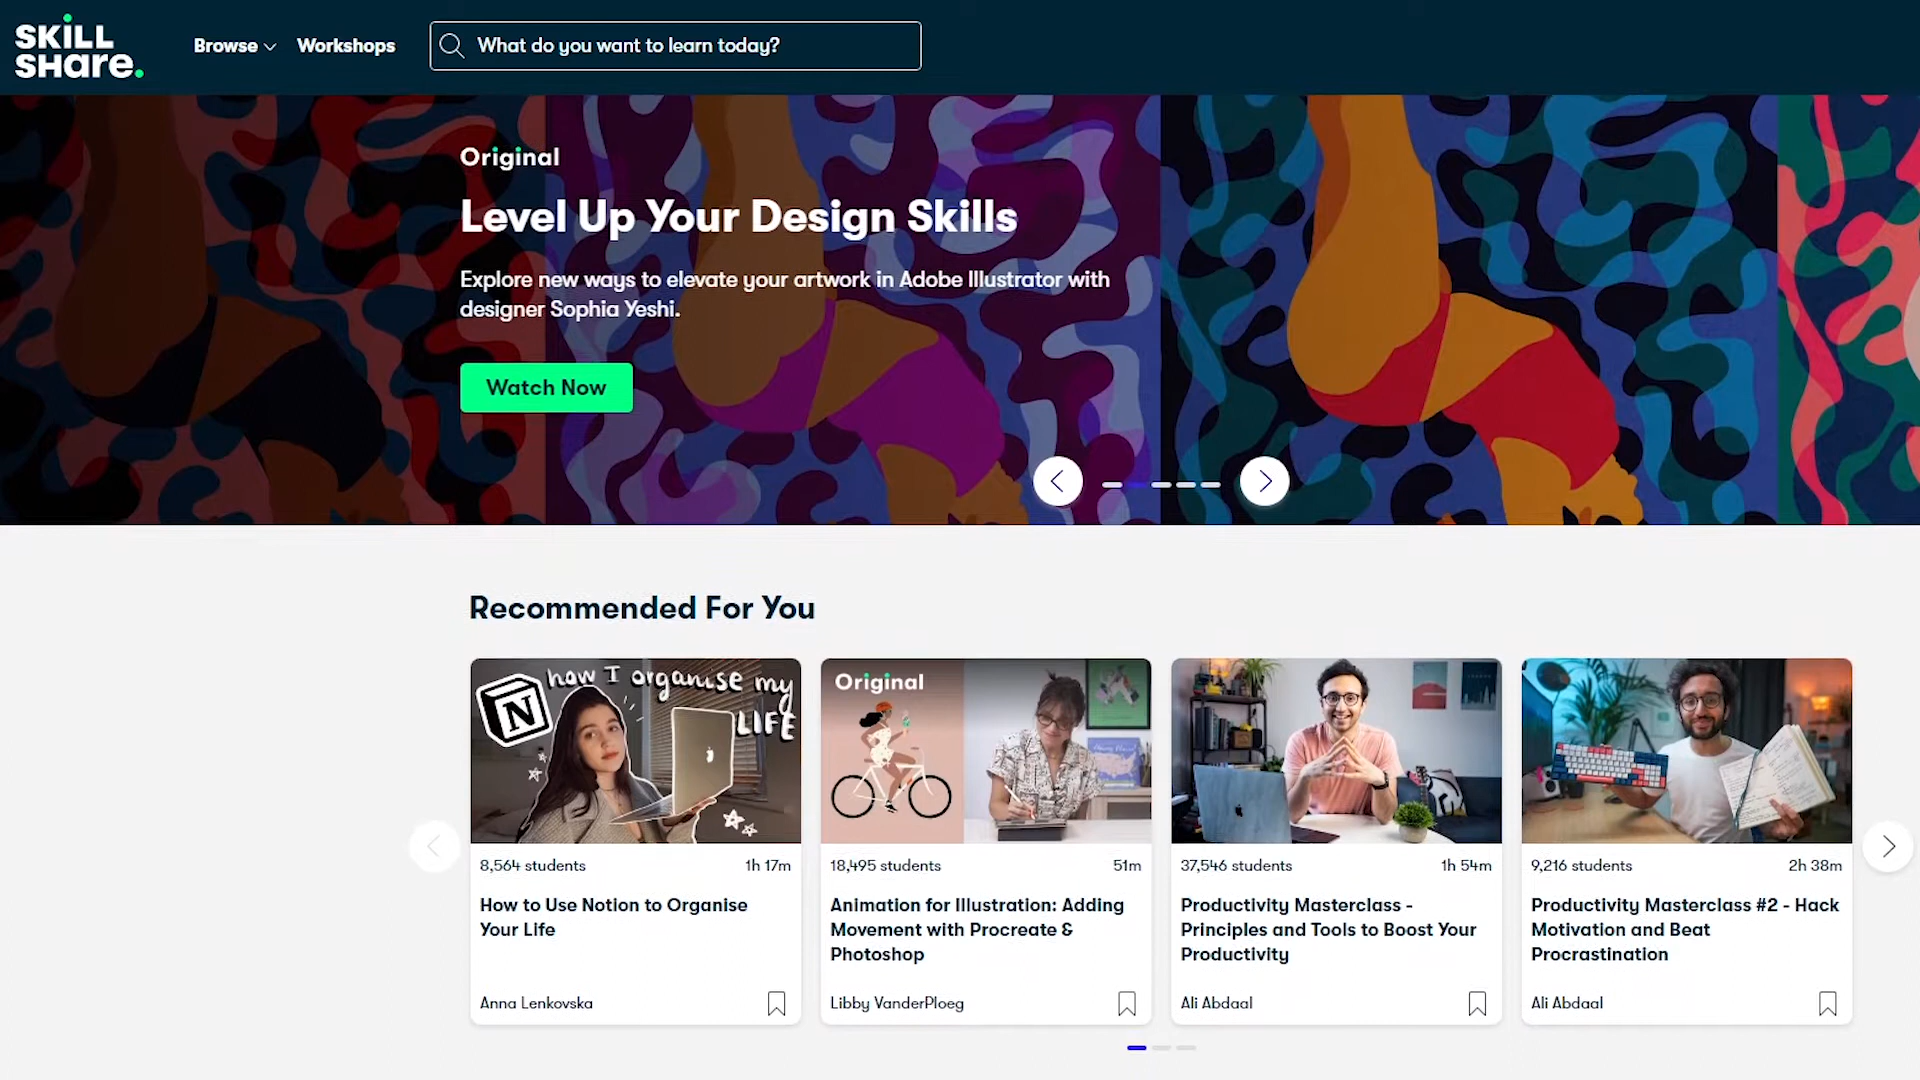 SKILL
SHare.
Browse
Workshops
What do you want to learn today?
Original
Level Up Your Design Skills
Explore new ways to elevate your artwork in Adobe Illustrator with
designer Sophia Yeshi.
Watch Now
Recommended For You
how I organise my
LIFE
N
8,564 students
1h 17m
How to Use Notion to Organise
Your Life
Anna Lenkovska
Original
18,495 students
51m
Animation for Illustration: Adding
Movement with Procreate &
Photoshop
Libby VanderPloeg
37,546 students
1h 54m
Productivity Masterclass -
Principles and Tools to Boost Your
Productivity
Ali Abdaal
9,216 students
2h 38m
Productivity Masterclass #2 - Hack
Motivation and Beat
Procrastination
Ali Abdaal